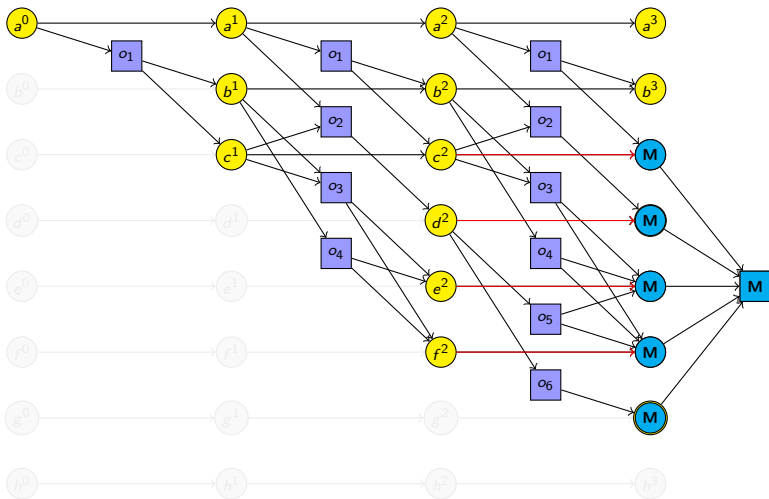 a⁰ a¹ a² a³
o₁ o₁ o₁
b⁰ b¹ b² b³
o₂ o₂
c⁰ c¹ c² M
o₃ o₃
d⁰ d¹ d² M
o₄ o₄
e⁰ e¹ e² M M
o₅
f⁰ f¹ f² M
o₆
g⁰ g¹ g² M
h⁰ h¹ h² h³